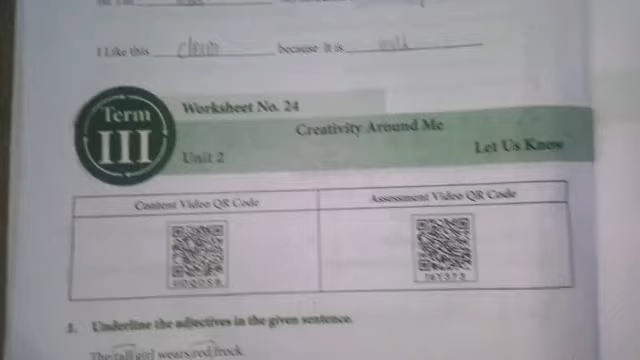 I Like this clown because It is
Term
III
Worksheet No. 24
Creativity Around Me
Unit 2
Let Us Know
Content Video QR Code
Assessment Video QR Code
1. Underline the adjectives in the given sentence.
The tall girl wears red frock